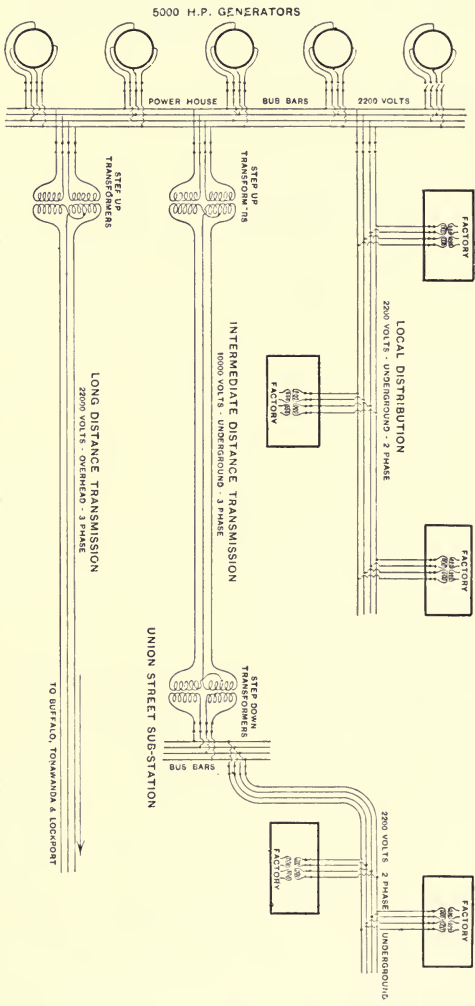 5000 H.P. GENERATORS
POWER HOUSE BUS BARS 2200 VOLTS
STEP UP
TRANSFORMERS
STEP UP
TRANSFORMERS
FACTORY
LOCAL DISTRIBUTION
2200 VOLTS - UNDERGROUND - 2 PHASE
FACTORY
INTERMEDIATE DISTANCE TRANSMISSION
10000 VOLTS - UNDERGROUND - 3 PHASE
LONG DISTANCE TRANSMISSION
22000 VOLTS - OVERHEAD - 3 PHASE
FACTORY
STEP DOWN
TRANSFORMERS
UNION STREET SUB-STATION
BUS BARS
TO BUFFALO, TONAWANDA & LOCKPORT
2200 VOLTS 2 PHASE UNDERGROUND
FACTORY
FACTORY